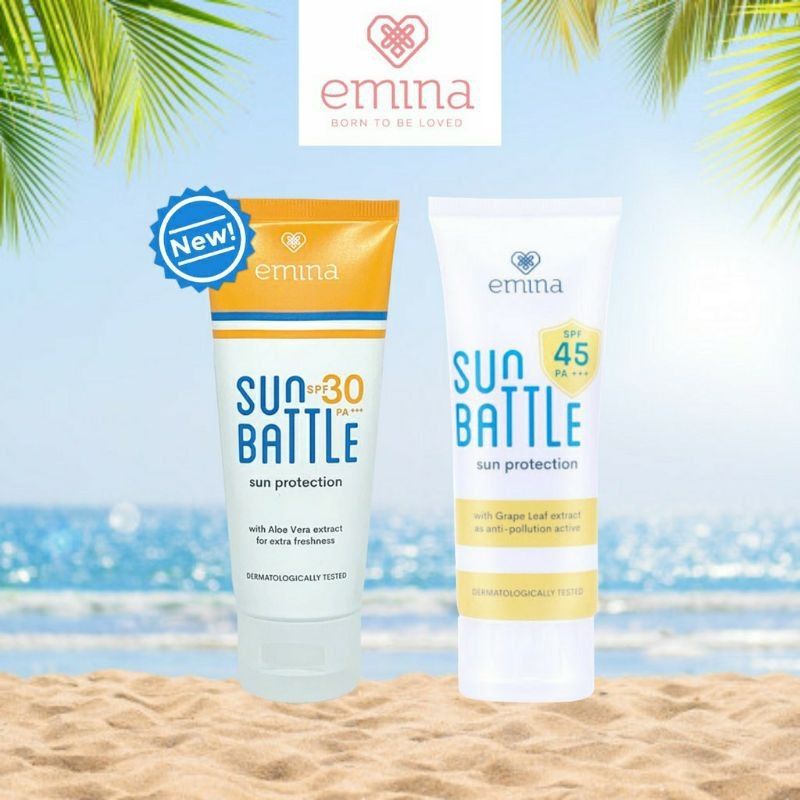 emina
BORN TO BE LOVED
New!
emina
SUN SPF30
PA+++
BATTLE
sun protection
with Aloe Vera extract
for extra freshness
DERMATOLOGICALLY TESTED
emina
SPF
45
PA +++
SUN
BATTLE
sun protection
with Grape Leaf extract
as anti-pollution active
DERMATOLOGICALLY TESTED